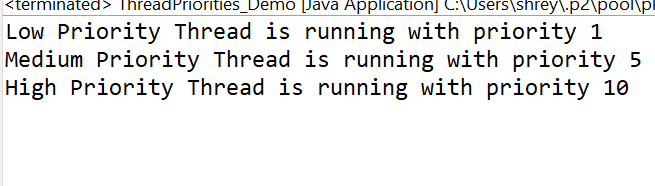 <terminated> ThreadPriorities_Demo [Java Application] C:\Users\shrey\.p2\pool\pl
Low Priority Thread is running with priority 1
Medium Priority Thread is running with priority 5
High Priority Thread is running with priority 10